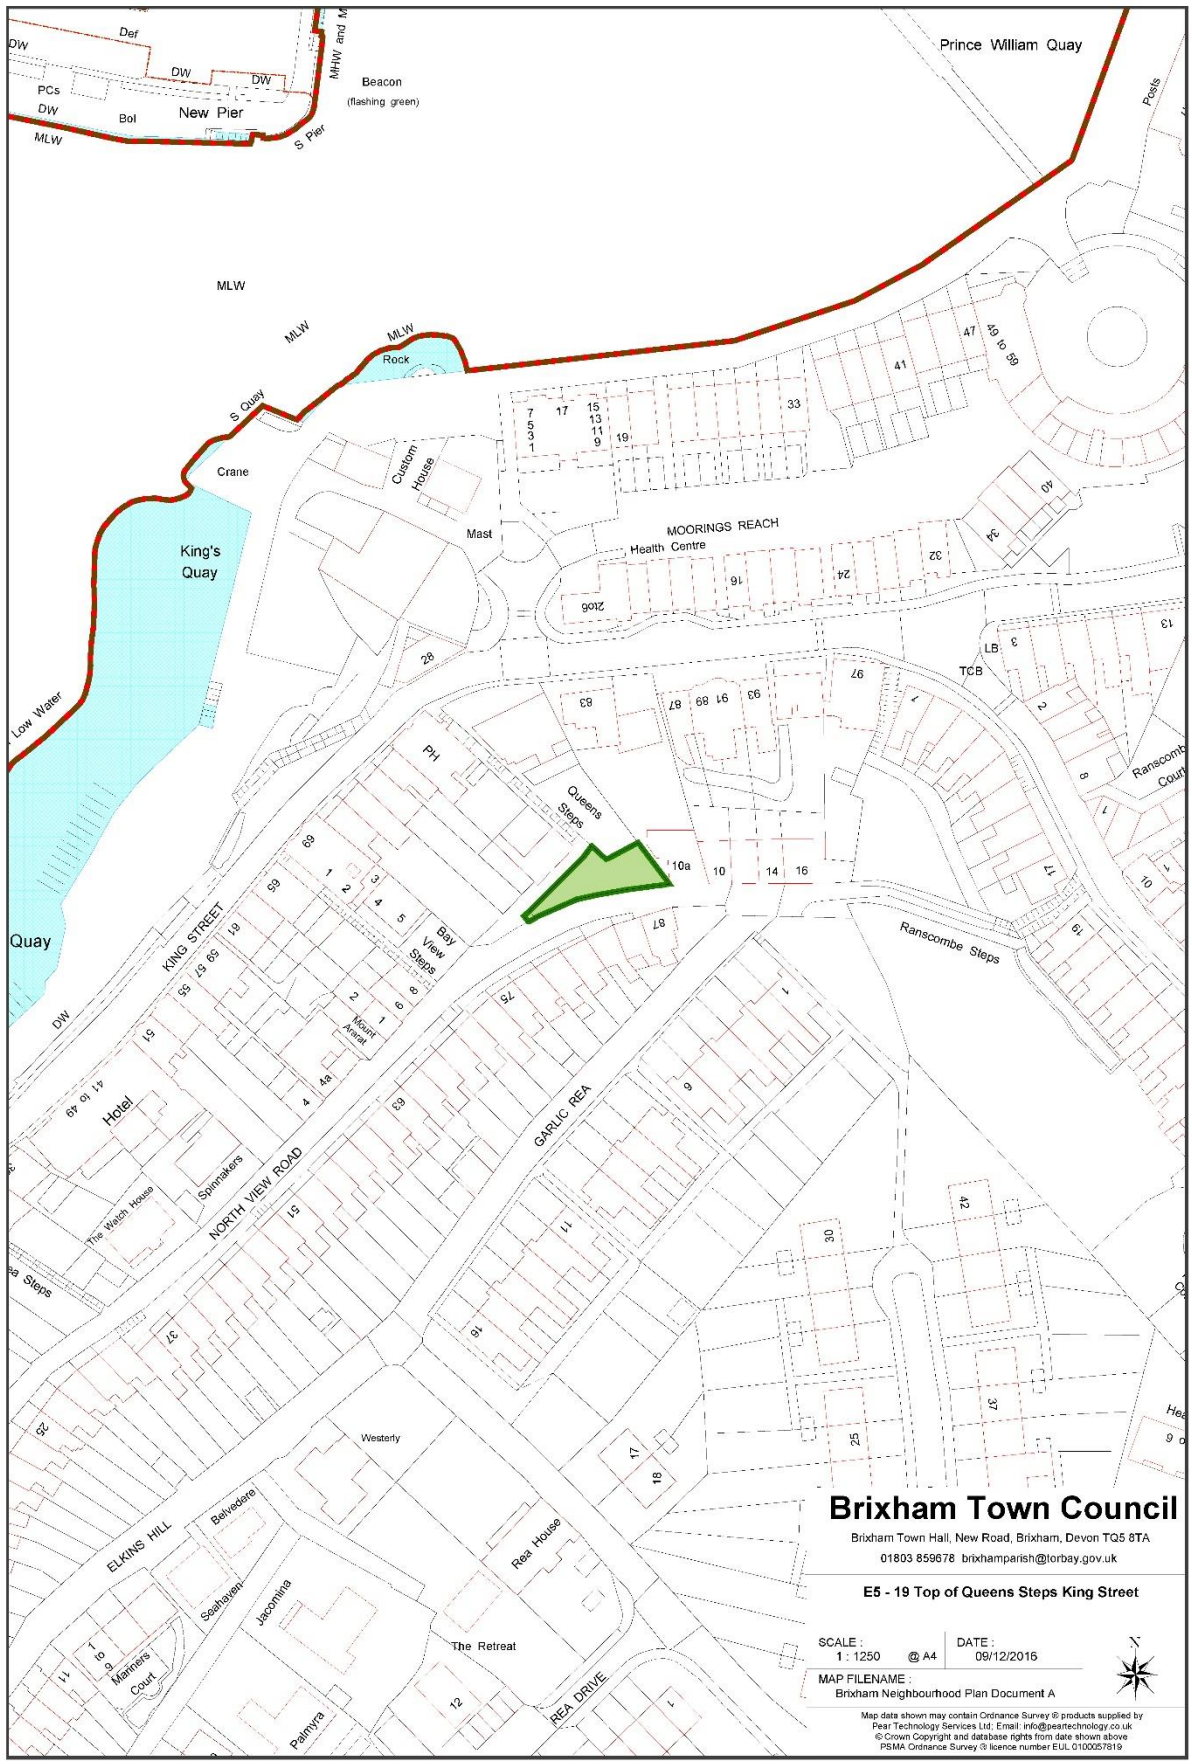 DW
Def
DW
DW
PCs
DW
Bol
New Pier
MLW
S Pier
MHW and M
Beacon
(flashing green)
Prince William Quay
Posts
MLW
MLW
MLW
Rock
S Quay
Crane
King's
Quay
Low Water
Quay
DW
Custom
House
Mast
7
5
3
1
17
15
13
11
9
19
33
41
47
49 to 59
MOORINGS REACH
Health Centre
2to6
16
24
32
34
40
28
LB
TCB
3
13
2
8
1
Ranscomb
Court
83
87
89
91
93
97
1
17
10
1
19
PH
Queens
Steps
10a
10
14
16
Ranscombe Steps
69
65
61
59
57
55
51
41 to 49
KING STREET
1
2
3
4
5
Bay
View
Steps
8
6
1
2
Mount
Ararat
4a
4
87
75
63
51
37
25
Hotel
Spinnakers
The Watch House
ea Steps
NORTH VIEW ROAD
GARLIC REA
1
6
11
16
30
42
25
37
17
18
Hea
9 o
Westerly
Belvedere
ELKINS HILL
Seahaven
Jacomina
Rea House
The Retreat
1
to
9
Mariners
Court
11
Palmyra
12
REA DRIVE
1
Brixham Town Council
Brixham Town Hall, New Road, Brixham, Devon TQ5 8TA
01803 859678 brixhamparish@torbay.gov.uk
E5 - 19 Top of Queens Steps King Street
SCALE :
1 : 1250 @ A4
DATE :
09/12/2016
MAP FILENAME :
Brixham Neighbourhood Plan Document A
N
Map data shown may contain Ordnance Survey ® products supplied by
Pear Technology Services Ltd; Email: info@peartechnology.co.uk
© Crown Copyright and database rights from date shown above
PSMA Ordnance Survey ® licence number EUL 0100057819